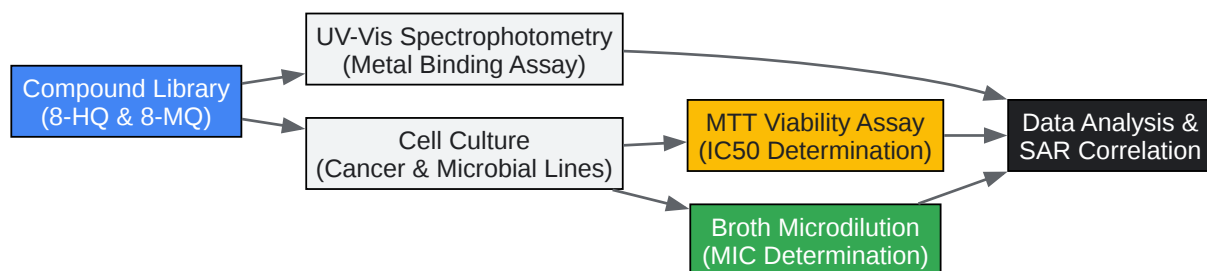 Compound Library
(8-HQ & 8-MQ)
UV-Vis Spectrophotometry
(Metal Binding Assay)
Cell Culture
(Cancer & Microbial Lines)
MTT Viability Assay
(IC50 Determination)
Broth Microdilution
(MIC Determination)
Data Analysis &
SAR Correlation